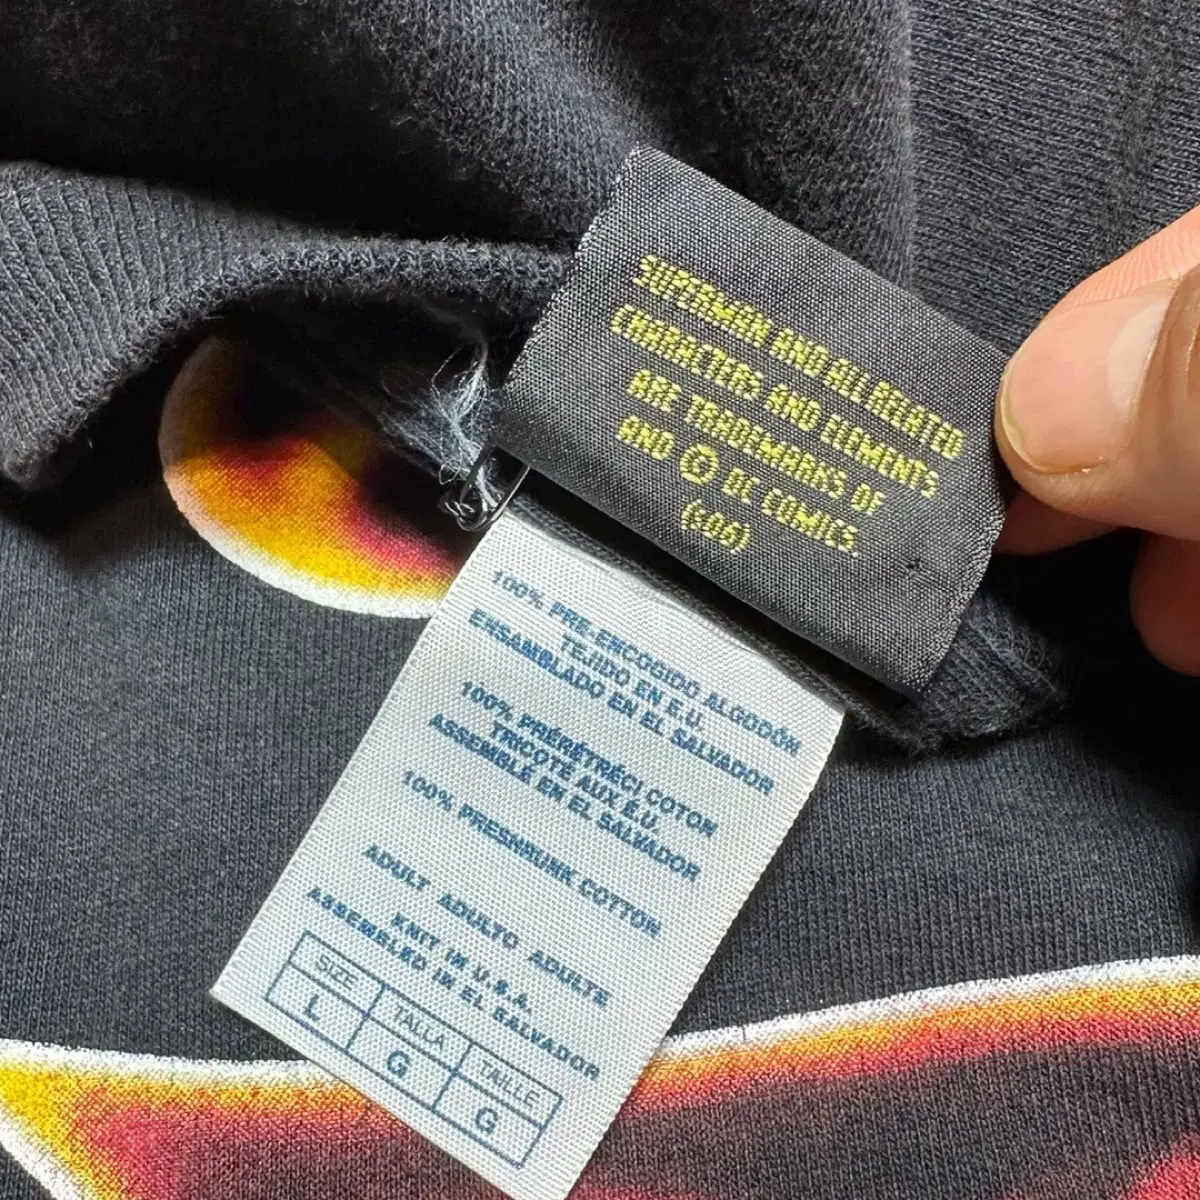 SUPERMAN AND ALL RELATED
CHARACTERS AND ELEMENTS
ARE TRADEMARKS OF
AND © DC COMICS.
(s06)
100% PRE-ENCOGIDO ALGODÓN
TEJIDO EN E.U.
ENSAMBLADO EN EL SALVADOR
100% PRÉRÉTRÉCI COTON
TRICOTÉ AUX É.U.
ASSEMBLÉ EN EL SALVADOR
100% PRESHRUNK COTTON
ADULT ADULTO ADULTE
KNIT IN U.S.A.
ASSEMBLED IN EL SALVADOR
SIZE TALLA TAILLE
L G G